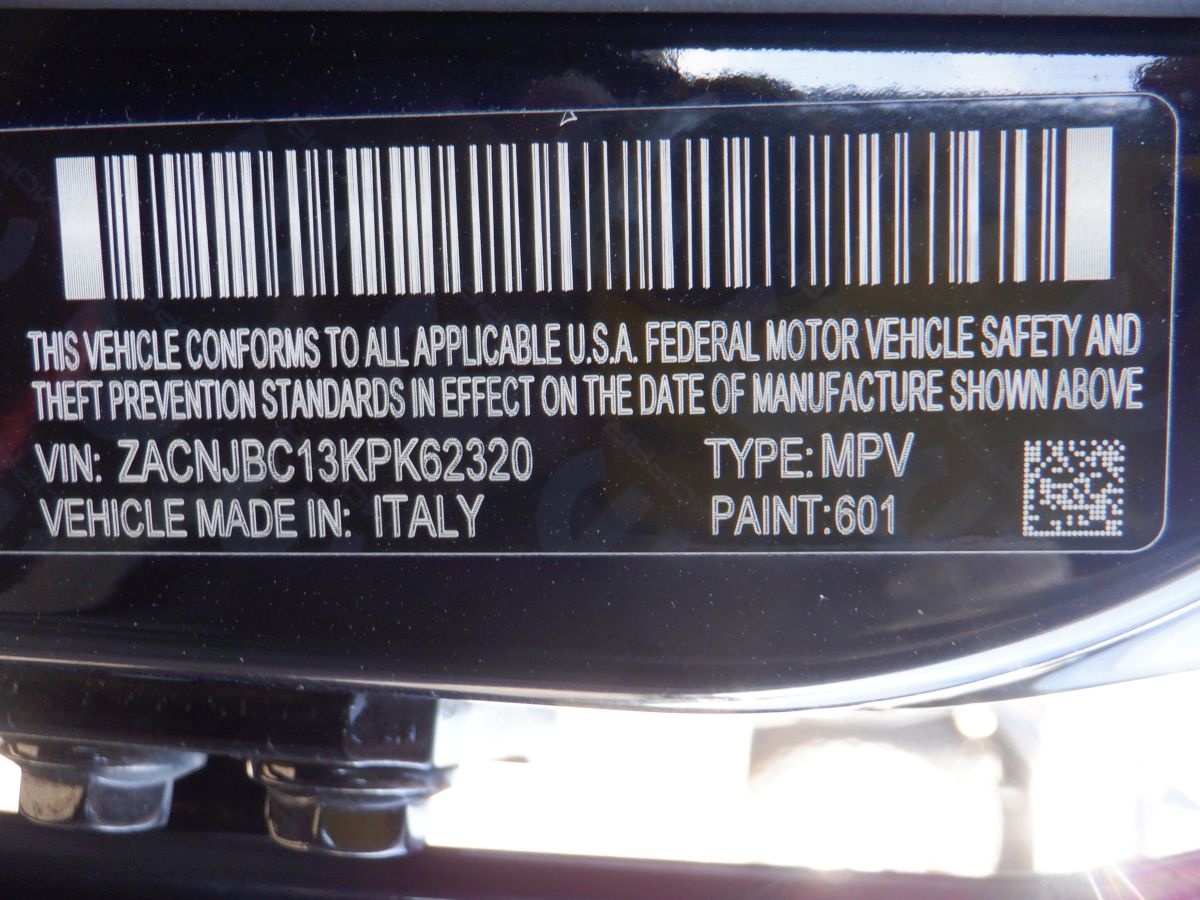 THIS VEHICLE CONFORMS TO ALL APPLICABLE U.S.A. FEDERAL MOTOR VEHICLE SAFETY AND
THEFT PREVENTION STANDARDS IN EFFECT ON THE DATE OF MANUFACTURE SHOWN ABOVE
VIN: ZACNJBC13KPK62320 TYPE: MPV
VEHICLE MADE IN: ITALY PAINT:601